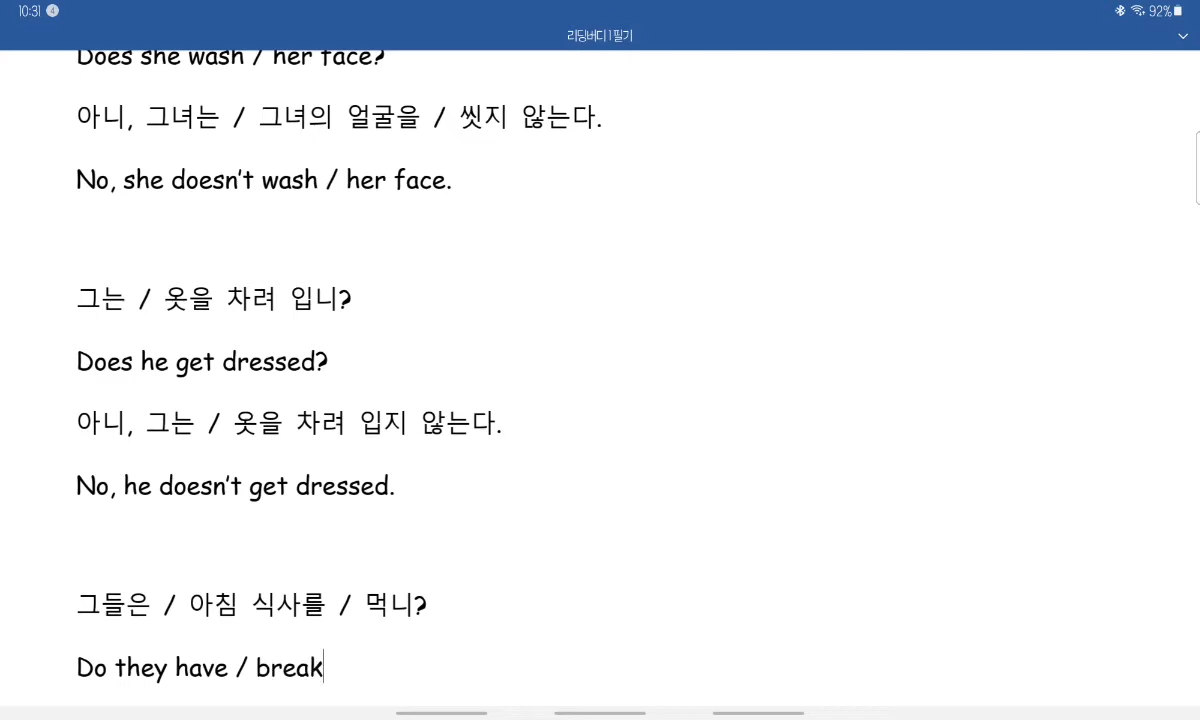 10:31 4 92%
리딩버디1필기
Does she wash / her face?
아니, 그녀는 / 그녀의 얼굴을 / 씻지 않는다.
No, she doesn't wash / her face.
그는 / 옷을 차려 입니?
Does he get dressed?
아니, 그는 / 옷을 차려 입지 않는다.
No, he doesn't get dressed.
그들은 / 아침 식사를 / 먹니?
Do they have / break